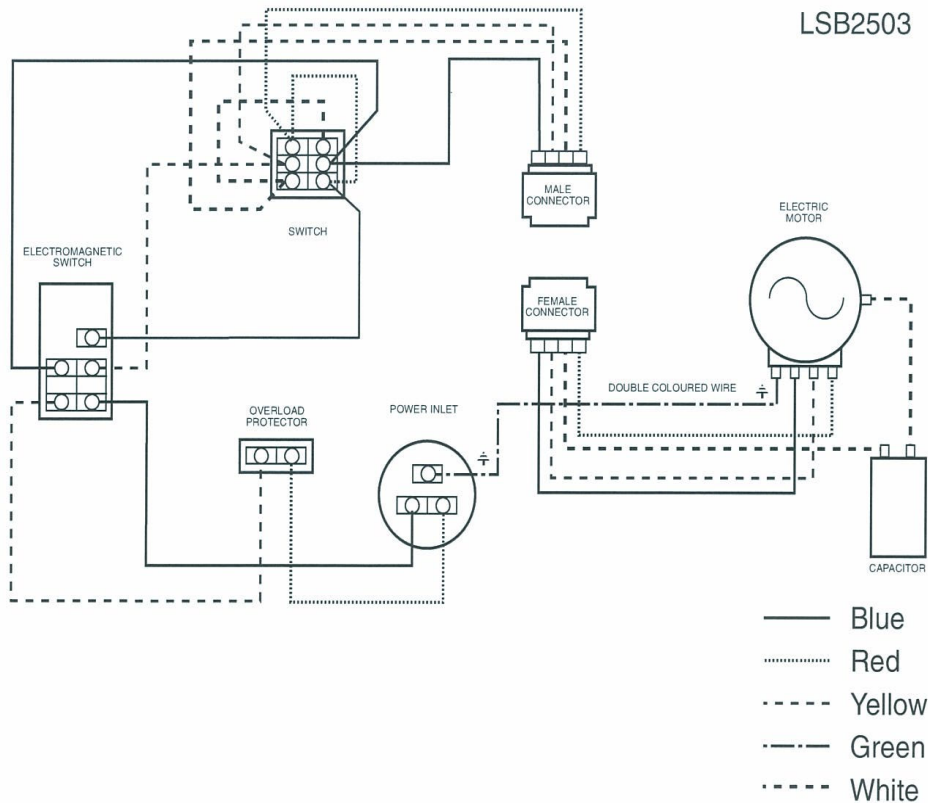 LSB2503
MALE
CONNECTOR
ELECTRIC
MOTOR
SWITCH
ELECTROMAGNETIC
SWITCH
FEMALE
CONNECTOR
DOUBLE COLOURED WIRE
OVERLOAD
PROTECTOR
POWER INLET
CAPACITOR
Blue
Red
Yellow
Green
White